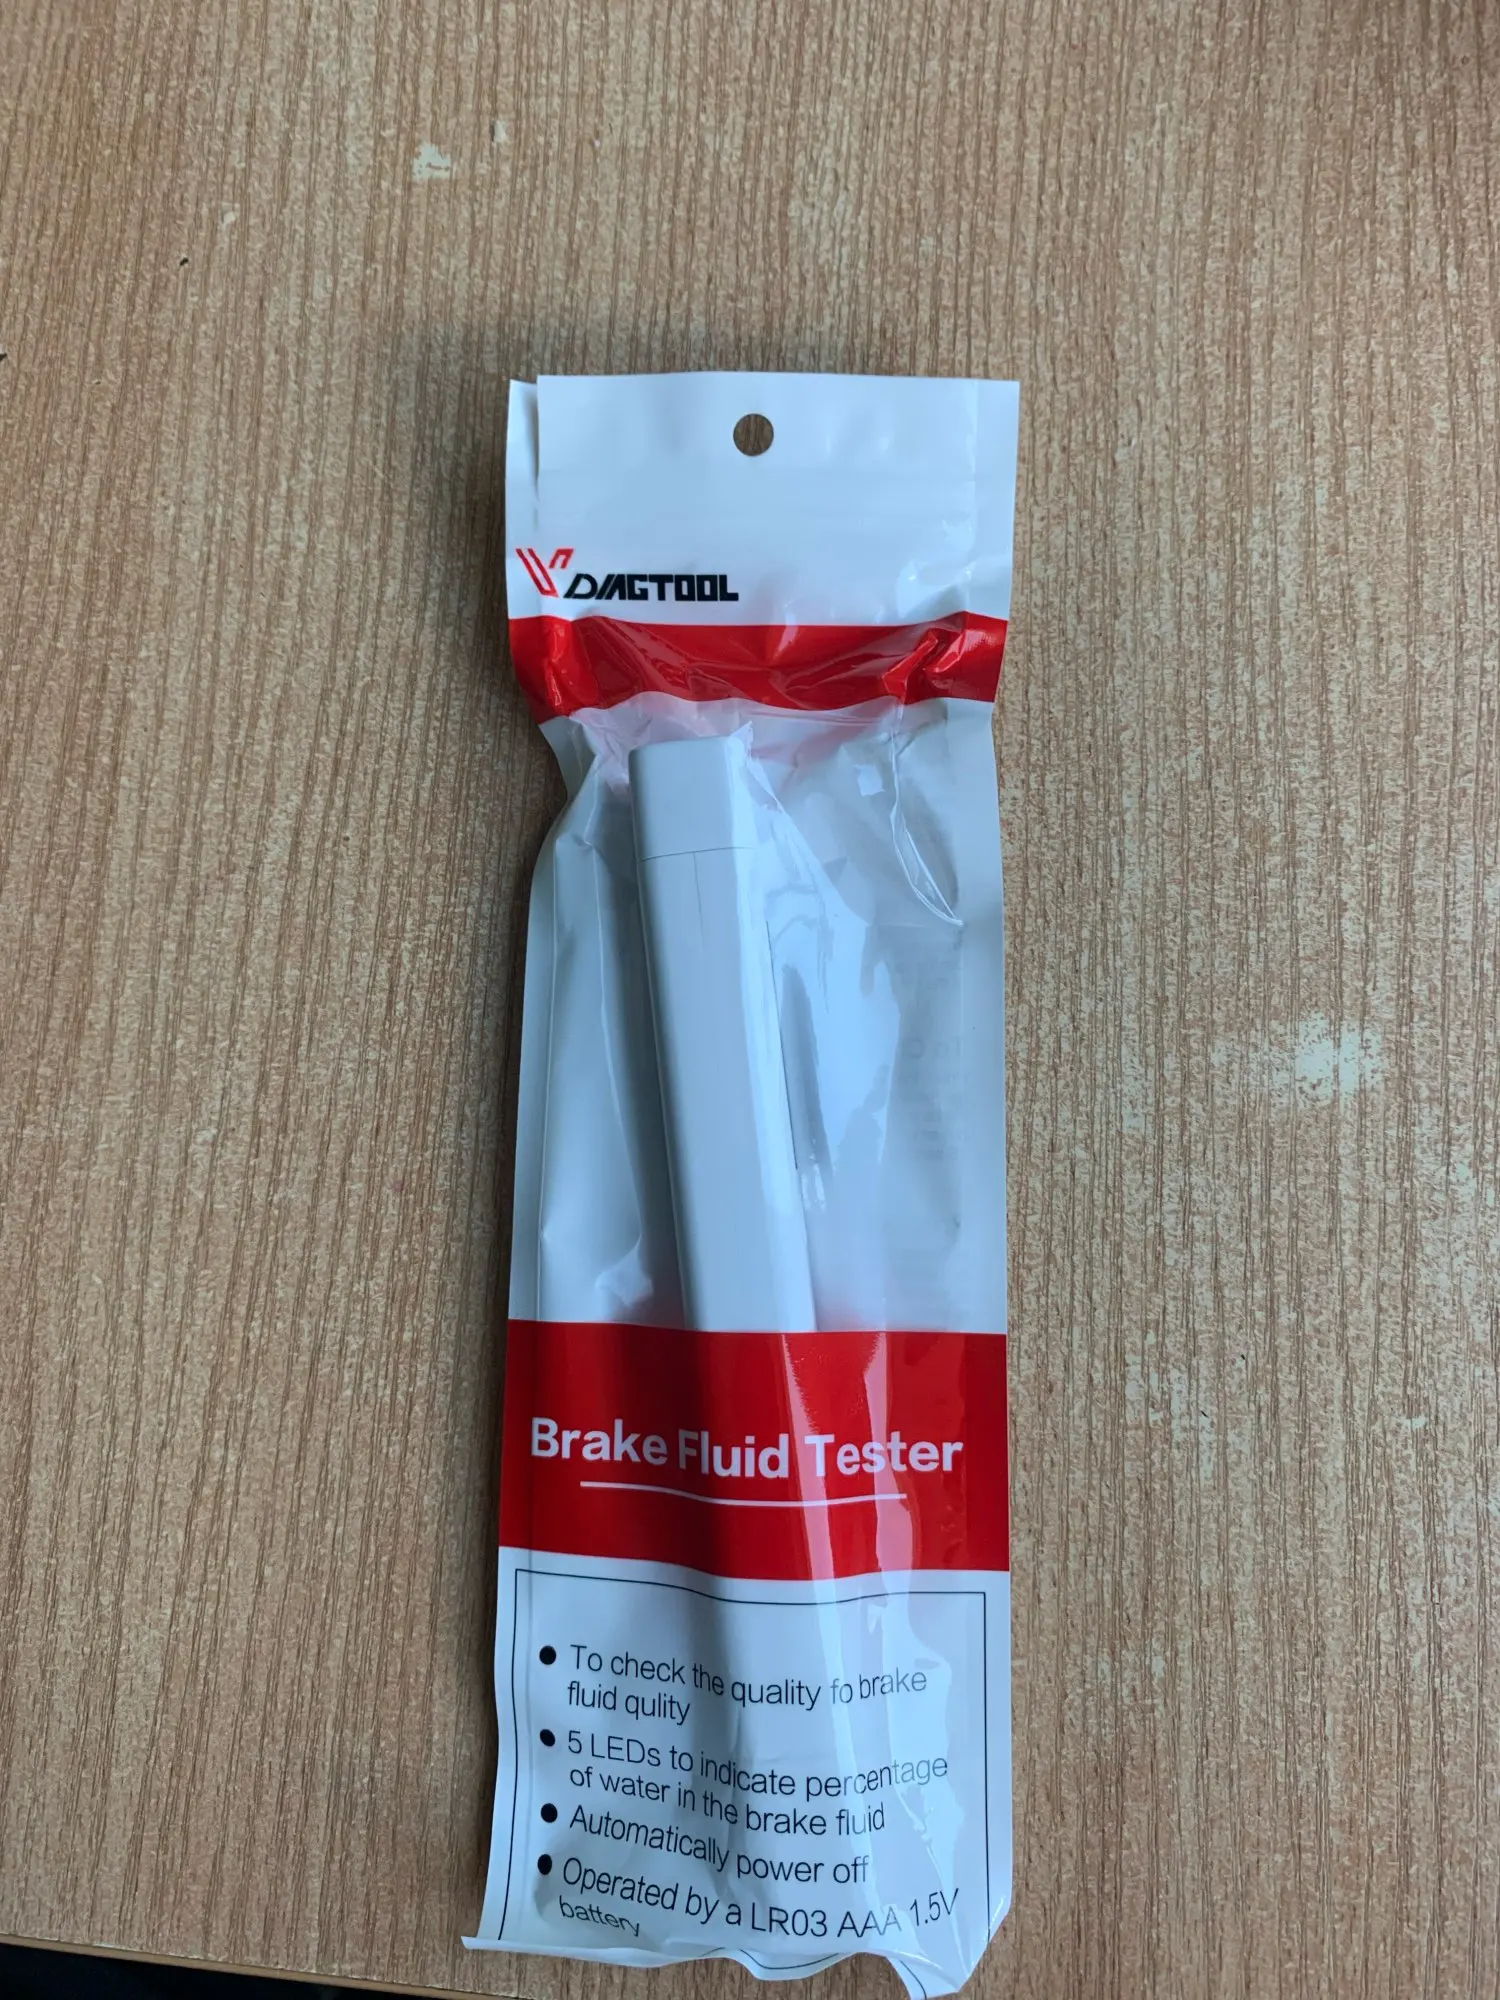 VDIAGTOOL
Brake Fluid Tester
● To check the quality fo brake
fluid qulity
● 5 LEDs to indicate percentage
of water in the brake fluid
● Automatically power off
● Operated by a LR03 AAA 1.5V
battery